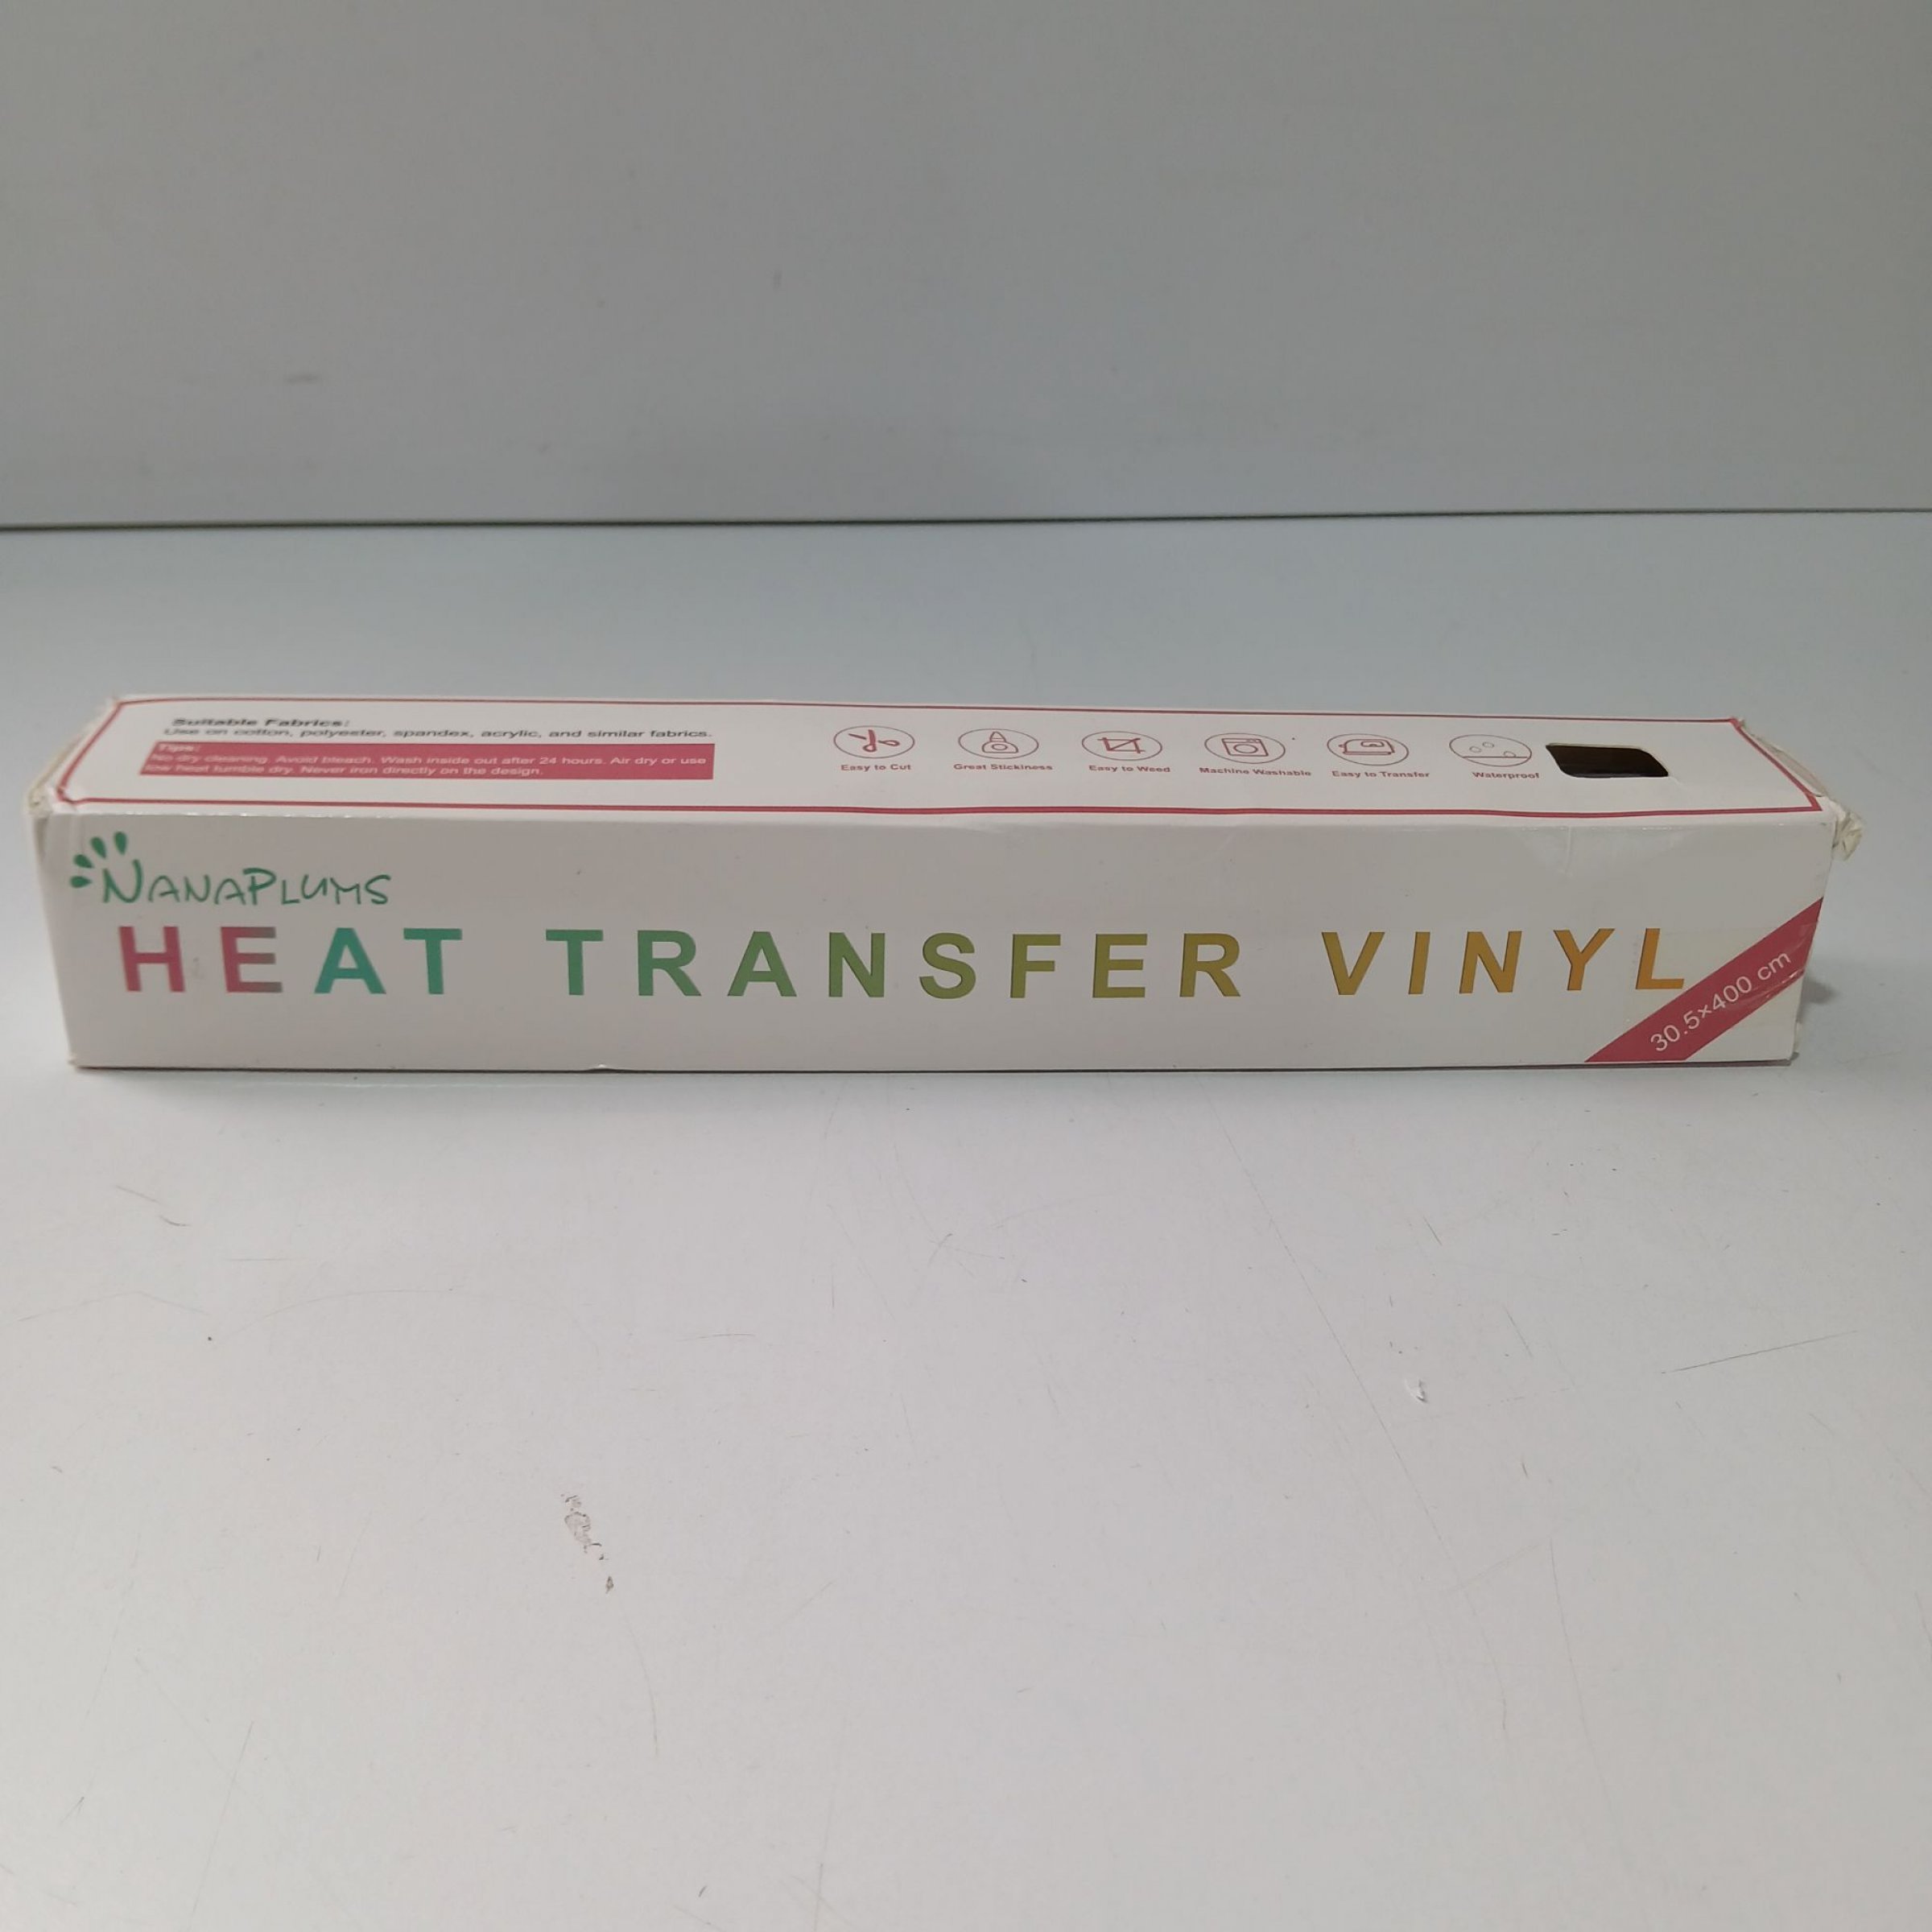 Suitable Fabrics:
Use on cotton, polyester, spandex, acrylic, and similar fabrics.
Tips:
No dry cleaning. Avoid bleach. Wash inside out after 24 hours. Air dry or use
low heat tumble dry. Never iron directly on the design.
Easy to Cut
Great Stickiness
Easy to Weed
Machine Washable
Easy to Transfer
Waterproof
NANAPLUMS
HEAT TRANSFER VINYL
30.5×400 cm